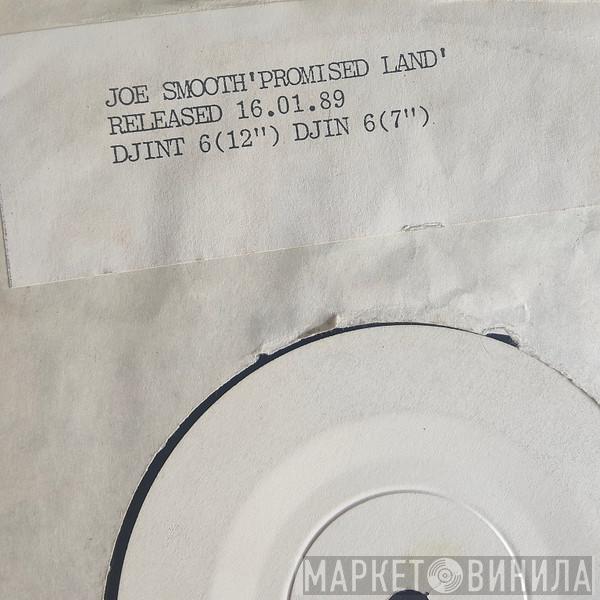 JOE SMOOTH'PROMISED LAND'
RELEASED 16.01.89
DJINT 6(12") DJIN 6(7")
МАРКЕТ ВИНИЛА